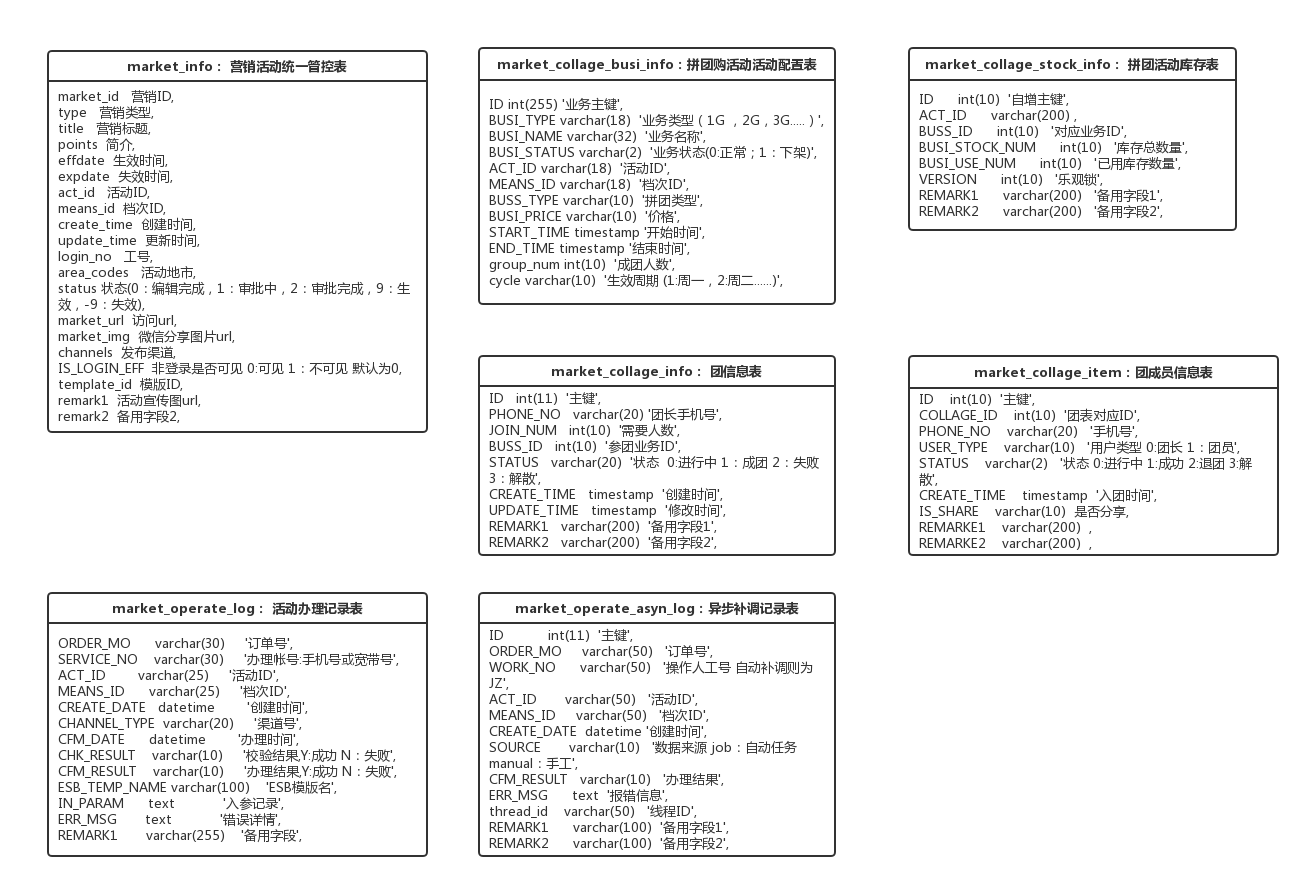 market_info： 营销活动统一管控表
market_id 营销ID,
type 营销类型,
title 营销标题,
points 简介,
effdate 生效时间,
expdate 失效时间,
act_id 活动ID,
means_id 档次ID,
create_time 创建时间,
update_time 更新时间,
login_no 工号,
area_codes 活动地市,
status 状态(0：编辑完成，1：审批中，2：审批完成，9：生
效，-9：失效),
market_url 访问url,
market_img 微信分享图片url,
channels 发布渠道,
IS_LOGIN_EFF 非登录是否可见 0:可见 1：不可见 默认为0,
template_id 模版ID,
remark1 活动宣传图url,
remark2 备用字段2,
market_collage_busi_info：拼团购活动活动配置表
ID int(255) '业务主键',
BUSI_TYPE varchar(18) '业务类型（1G ，2G，3G.....）',
BUSI_NAME varchar(32) '业务名称',
BUSI_STATUS varchar(2) '业务状态(0:正常；1：下架)',
ACT_ID varchar(18) '活动ID',
MEANS_ID varchar(18) '档次ID',
BUSS_TYPE varchar(10) '拼团类型',
BUSI_PRICE varchar(10) '价格',
START_TIME timestamp '开始时间',
END_TIME timestamp '结束时间',
group_num int(10) '成团人数',
cycle varchar(10) '生效周期 (1:周一，2:周二......)',
market_collage_stock_info： 拼团活动库存表
ID int(10) '自增主键',
ACT_ID varchar(200) ,
BUSS_ID int(10) '对应业务ID',
BUSI_STOCK_NUM int(10) '库存总数量',
BUSI_USE_NUM int(10) '已用库存数量',
VERSION int(10) '乐观锁',
REMARK1 varchar(200) '备用字段1',
REMARK2 varchar(200) '备用字段2',
market_collage_info： 团信息表
ID int(11) '主键',
PHONE_NO varchar(20) '团长手机号',
JOIN_NUM int(10) '需要人数',
BUSS_ID int(10) '参团业务ID',
STATUS varchar(20) '状态 0:进行中 1：成团 2：失败
3：解散',
CREATE_TIME timestamp '创建时间',
UPDATE_TIME timestamp '修改时间',
REMARK1 varchar(200) '备用字段1',
REMARK2 varchar(200) '备用字段2',
market_collage_item：团成员信息表
ID int(10) '主键',
COLLAGE_ID int(10) '团表对应ID',
PHONE_NO varchar(20) '手机号',
USER_TYPE varchar(10) '用户类型 0:团长 1：团员',
STATUS varchar(2) '状态 0:进行中 1:成功 2:退团 3:解
散',
CREATE_TIME timestamp '入团时间',
IS_SHARE varchar(10) 是否分享,
REMARKE1 varchar(200) ,
REMARKE2 varchar(200) ,
market_operate_log： 活动办理记录表
ORDER_MO varchar(30) '订单号',
SERVICE_NO varchar(30) '办理帐号:手机号或宽带号',
ACT_ID varchar(25) '活动ID',
MEANS_ID varchar(25) '档次ID',
CREATE_DATE datetime '创建时间',
CHANNEL_TYPE varchar(20) '渠道号',
CFM_DATE datetime '办理时间',
CHK_RESULT varchar(10) '校验结果,Y:成功 N：失败',
CFM_RESULT varchar(10) '办理结果,Y:成功 N：失败',
ESB_TEMP_NAME varchar(100) 'ESB模版名',
IN_PARAM text '入参记录',
ERR_MSG text '错误详情',
REMARK1 varchar(255) '备用字段',
market_operate_asyn_log：异步补调记录表
ID int(11) '主键',
ORDER_MO varchar(50) '订单号',
WORK_NO varchar(50) '操作人工号 自动补调则为
JZ',
ACT_ID varchar(50) '活动ID',
MEANS_ID varchar(50) '档次ID',
CREATE_DATE datetime '创建时间',
SOURCE varchar(10) '数据来源 job：自动任务
manual：手工',
CFM_RESULT varchar(10) '办理结果',
ERR_MSG text '报错信息',
thread_id varchar(50) '线程ID',
REMARK1 varchar(100) '备用字段1',
REMARK2 varchar(100) '备用字段2',